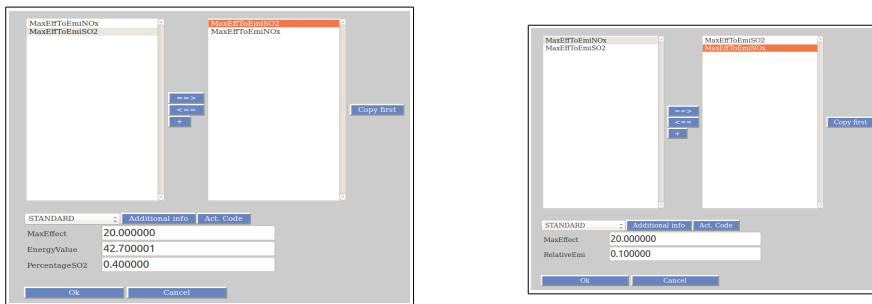 MaxEffToEmiNOx
MaxEffToEmiSO2
MaxEffToEmiSO2
MaxEffToEmiNOx
==>
<==
+
Copy first
STANDARD
Additional info
Act. Code
MaxEffect
20.000000
EnergyValue
42.700001
PercentageSO2
0.400000
Ok
Cancel
MaxEffToEmiNOx
MaxEffToEmiSO2
MaxEffToEmiSO2
MaxEffToEmiNOx
==>
<==
+
Copy first
STANDARD
Additional info
Act. Code
MaxEffect
20.000000
RelativeEmi
0.100000
Ok
Cancel